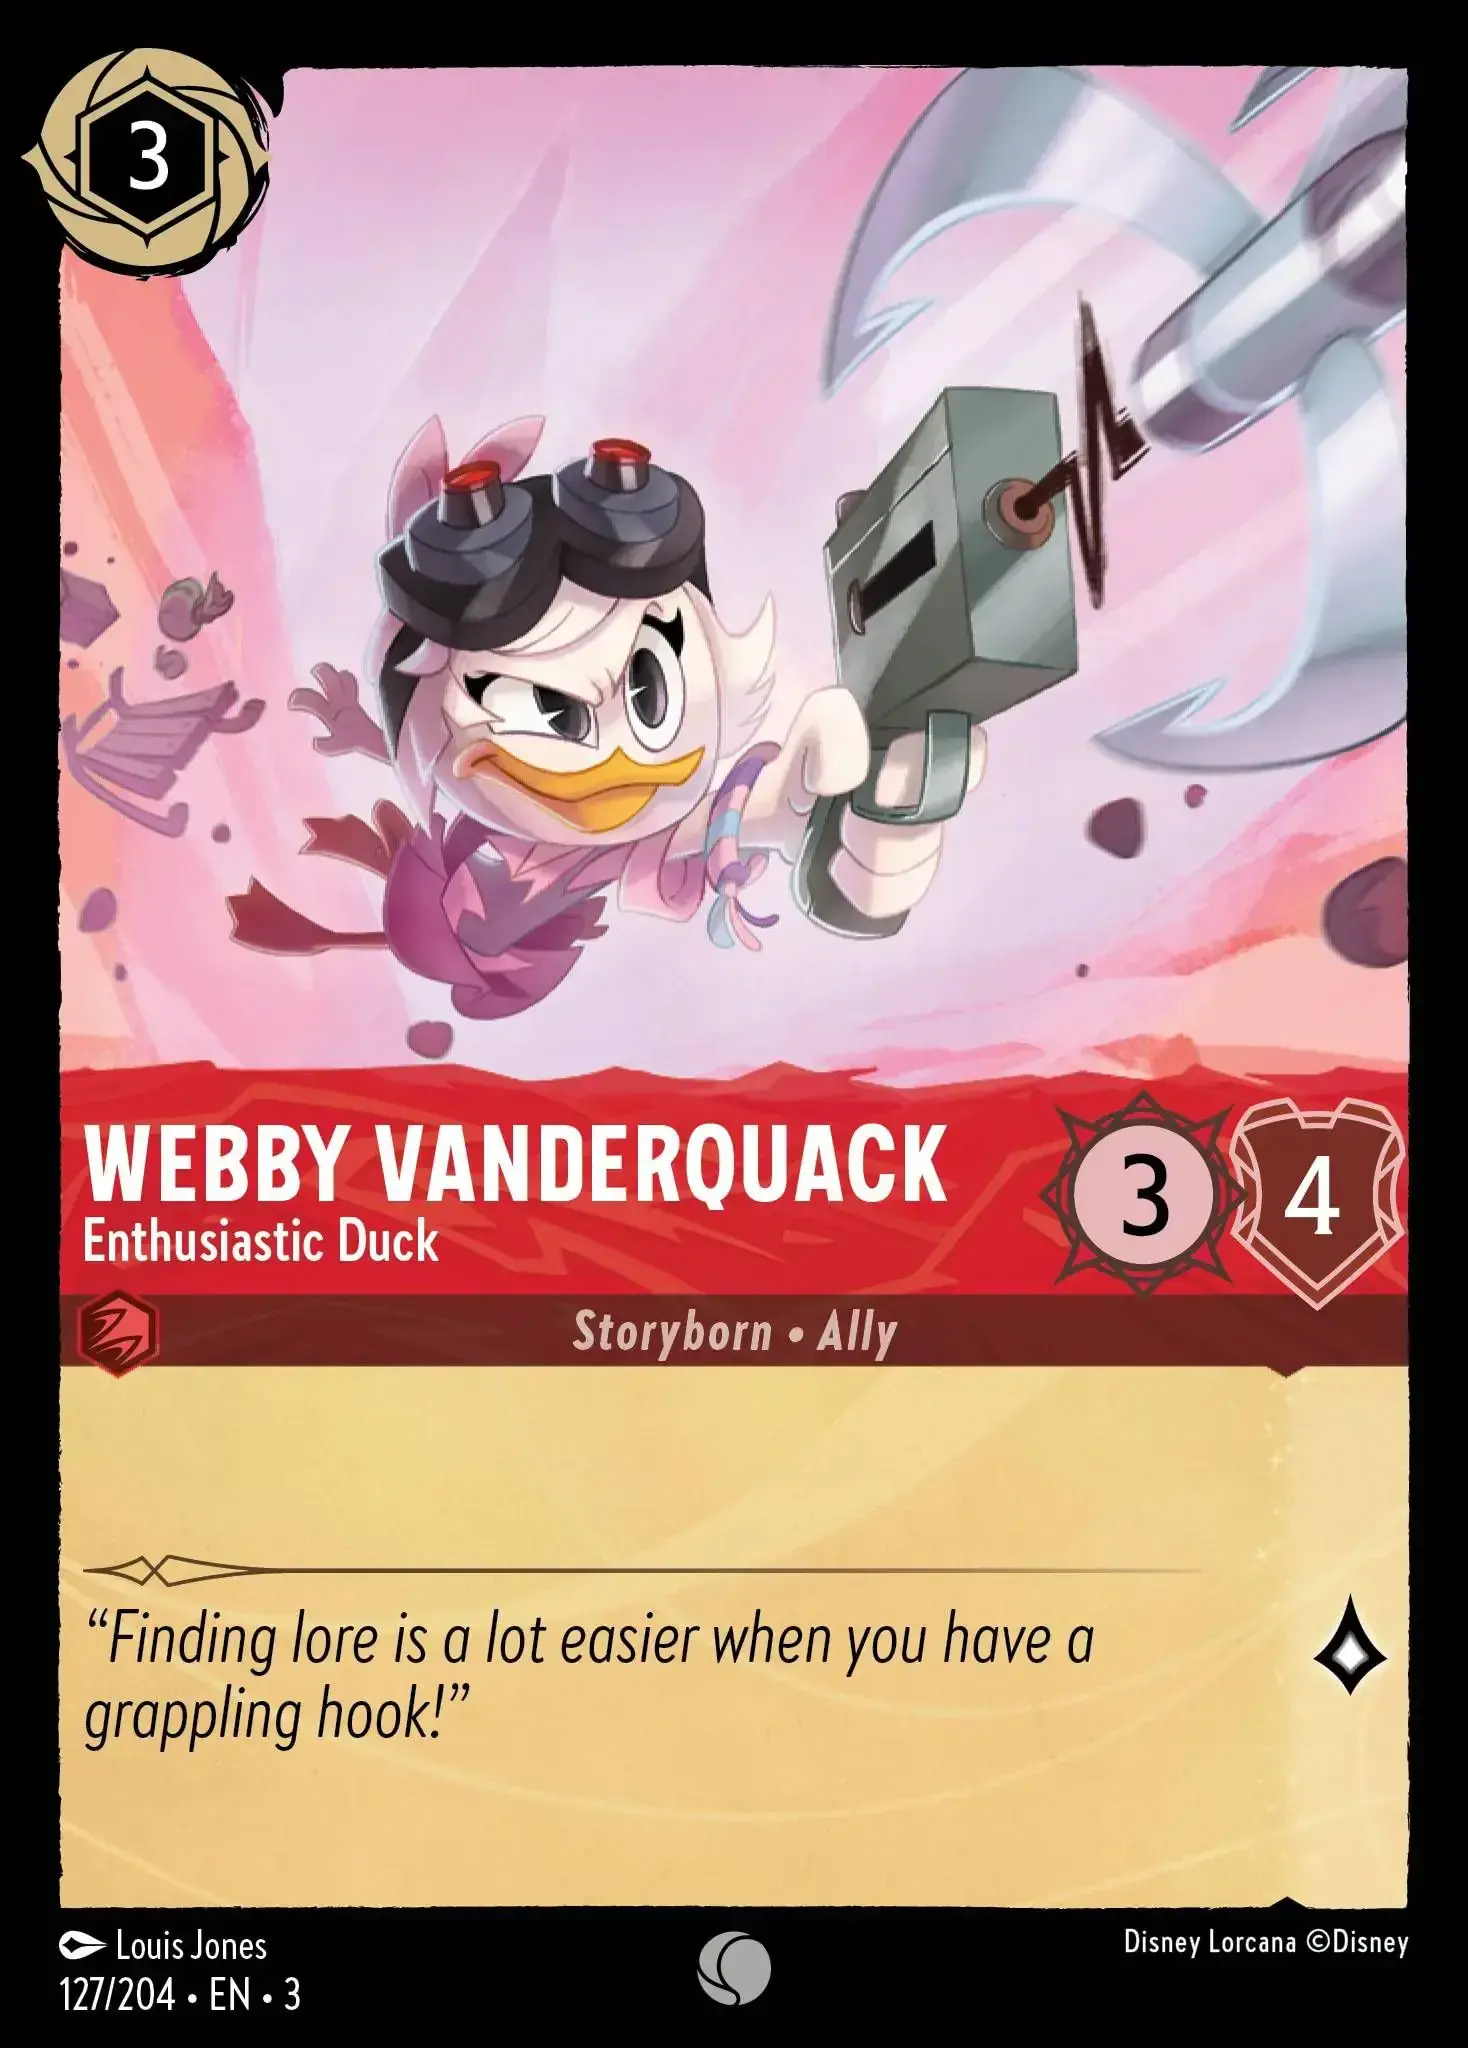 3
WEBBY VANDERQUACK
Enthusiastic Duck
3
4
Storyborn • Ally
“Finding lore is a lot easier when you have a
grappling hook!”
Louis Jones
Disney Lorcana ©Disney
127/204 • EN • 3